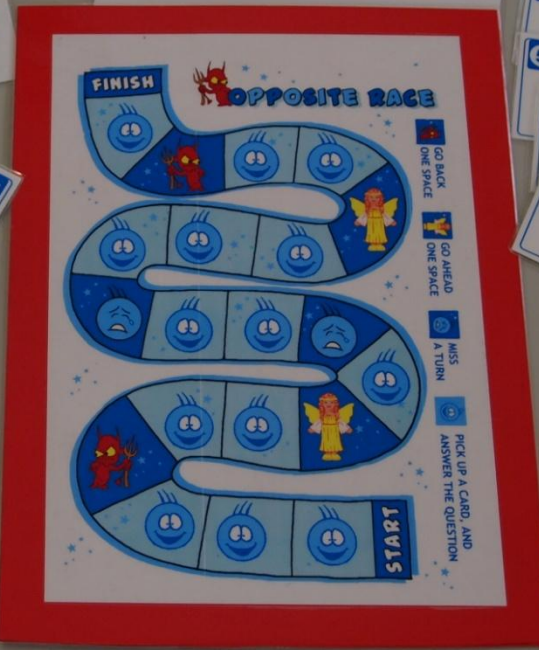 FINISH
OPPOSITE RACE
GO BACK
ONE SPACE
GO AHEAD
ONE SPACE
MISS
A TURN
PICK UP A CARD, AND
ANSWER THE QUESTION
START